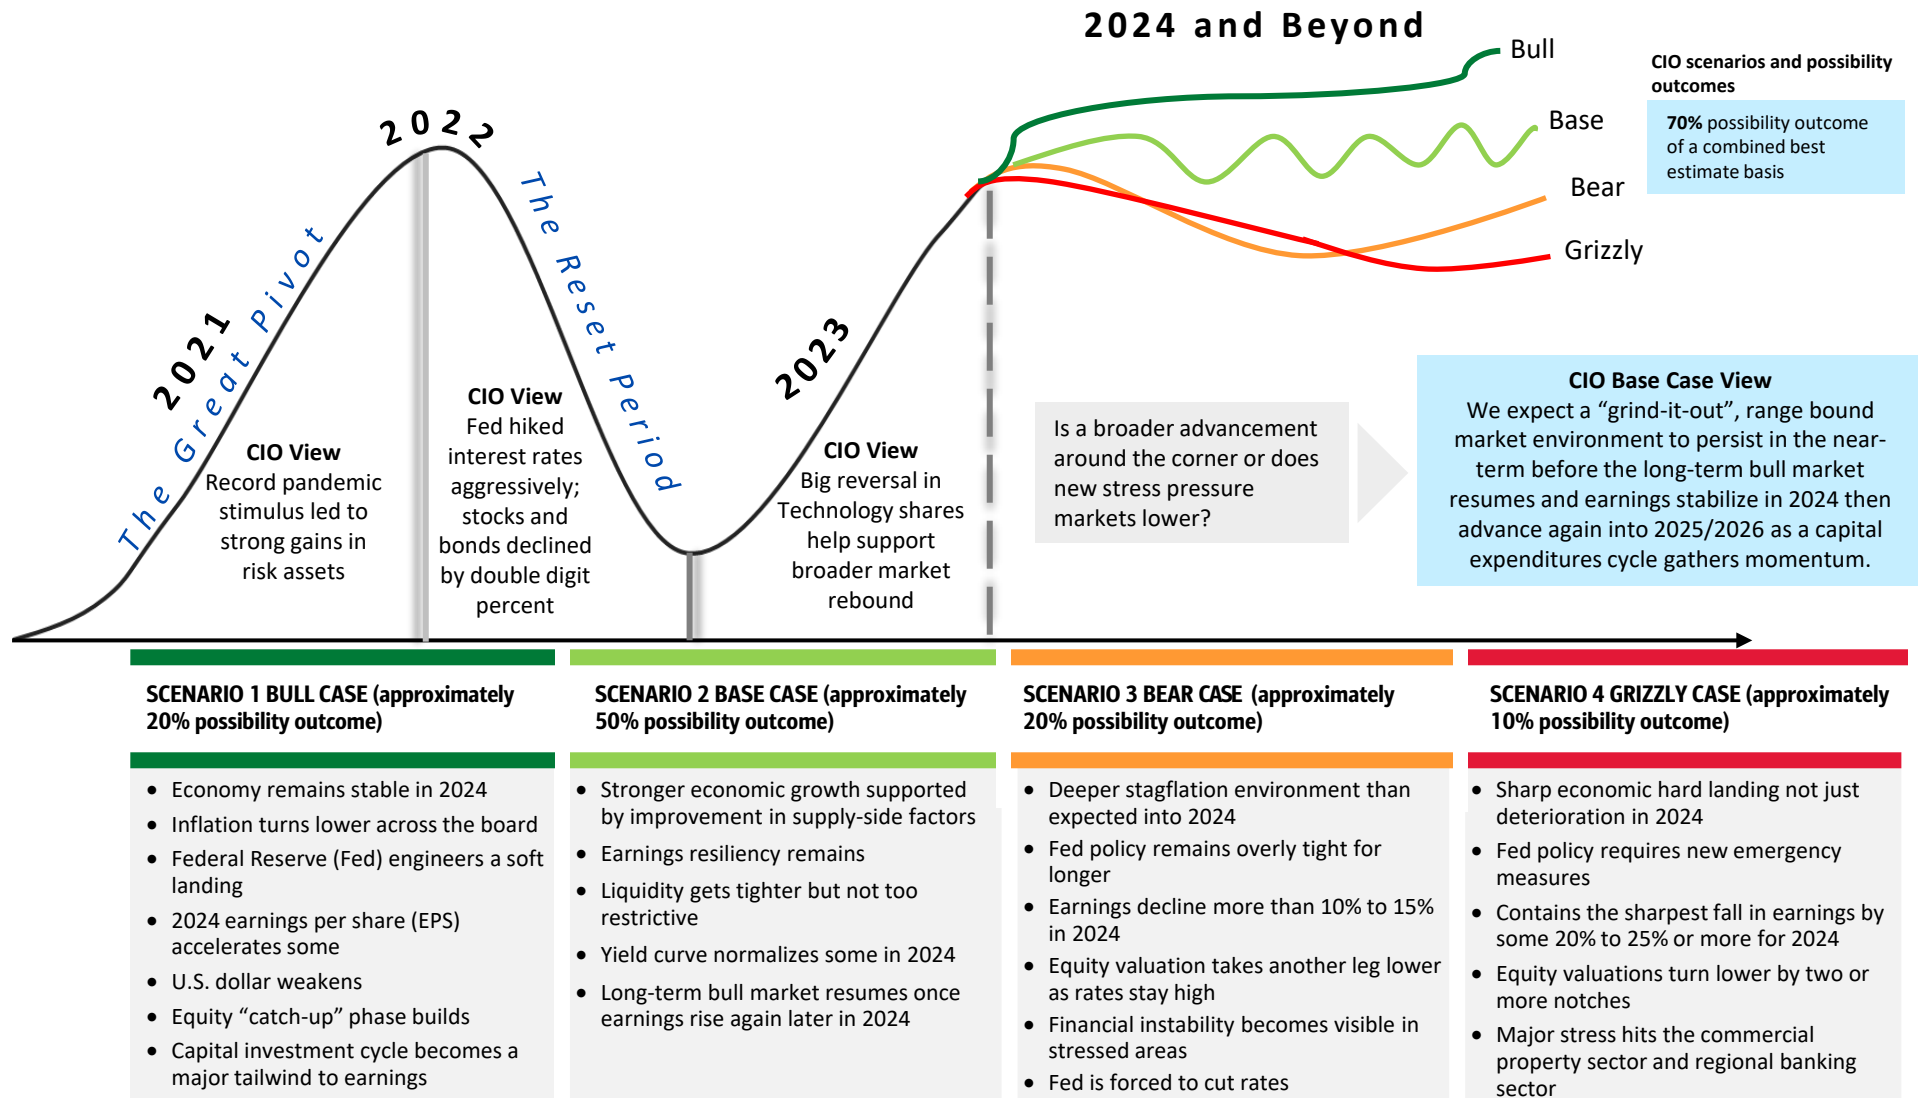 2024 and Beyond
Bull
Base
Bear
Grizzly
CIO scenarios and possibility
outcomes
70% possibility outcome
of a combined best
estimate basis
2021
The Great Pivot
2022
The Reset Period
2023
CIO View
Record pandemic
stimulus led to
strong gains in
risk assets
CIO View
Fed hiked
interest rates
aggressively;
stocks and
bonds declined
by double digit
percent
CIO View
Big reversal in
Technology shares
help support
broader market
rebound
Is a broader advancement
around the corner or does
new stress pressure
markets lower?
CIO Base Case View
We expect a “grind-it-out”, range bound
market environment to persist in the near-
term before the long-term bull market
resumes and earnings stabilize in 2024 then
advance again into 2025/2026 as a capital
expenditures cycle gathers momentum.
SCENARIO 1 BULL CASE (approximately
20% possibility outcome)
• Economy remains stable in 2024
• Inflation turns lower across the board
• Federal Reserve (Fed) engineers a soft
landing
• 2024 earnings per share (EPS)
accelerates some
• U.S. dollar weakens
• Equity “catch-up” phase builds
• Capital investment cycle becomes a
major tailwind to earnings
SCENARIO 2 BASE CASE (approximately
50% possibility outcome)
• Stronger economic growth supported
by improvement in supply-side factors
• Earnings resiliency remains
• Liquidity gets tighter but not too
restrictive
• Yield curve normalizes some in 2024
• Long-term bull market resumes once
earnings rise again later in 2024
SCENARIO 3 BEAR CASE (approximately
20% possibility outcome)
• Deeper stagflation environment than
expected into 2024
• Fed policy remains overly tight for
longer
• Earnings decline more than 10% to 15%
in 2024
• Equity valuation takes another leg lower
as rates stay high
• Financial instability becomes visible in
stressed areas
• Fed is forced to cut rates
SCENARIO 4 GRIZZLY CASE (approximately
10% possibility outcome)
• Sharp economic hard landing not just
deterioration in 2024
• Fed policy requires new emergency
measures
• Contains the sharpest fall in earnings by
some 20% to 25% or more for 2024
• Equity valuations turn lower by two or
more notches
• Major stress hits the commercial
property sector and regional banking
sector